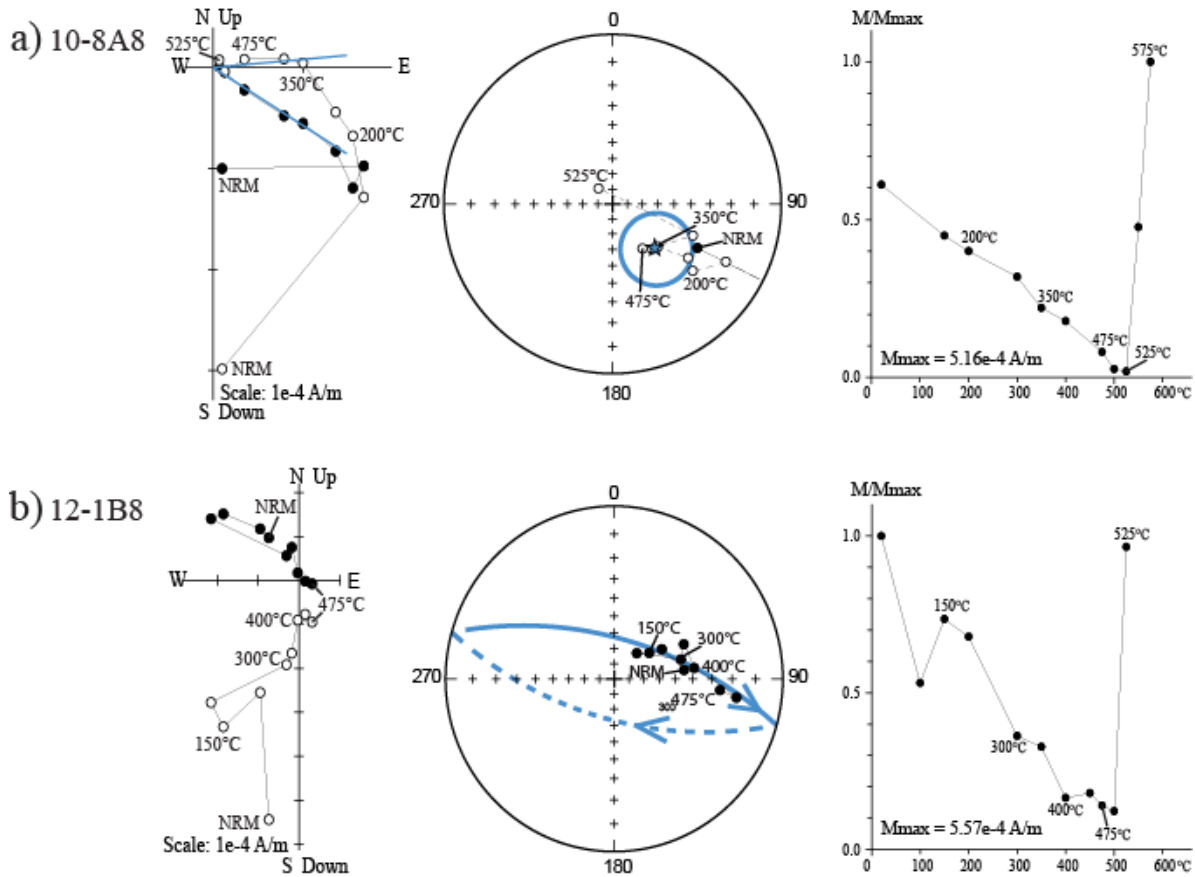 a) 10-8A8
N Up
525°C 475°C
W E
350°C
200°C
NRM
NRM
Scale: 1e-4 A/m
S Down
0
525°C
270 90
350°C
NRM
200°C
475°C
180
M/Mmax
575°C
1.0
0.5
200°C
350°C
475°C
525°C
Mmax = 5.16e-4 A/m
0.0
0 100 200 300 400 500 600°C
b) 12-1B8
N Up
NRM
W E
475°C
400°C
300°C
150°C
NRM
Scale: 1e-4 A/m
S Down
0
150°C
300°C
NRM 400°C
270 90
475°C
300
180
M/Mmax
525°C
1.0
150°C
0.5
300°C
400°C
475°C
Mmax = 5.57e-4 A/m
0.0
0 100 200 300 400 500 600°C